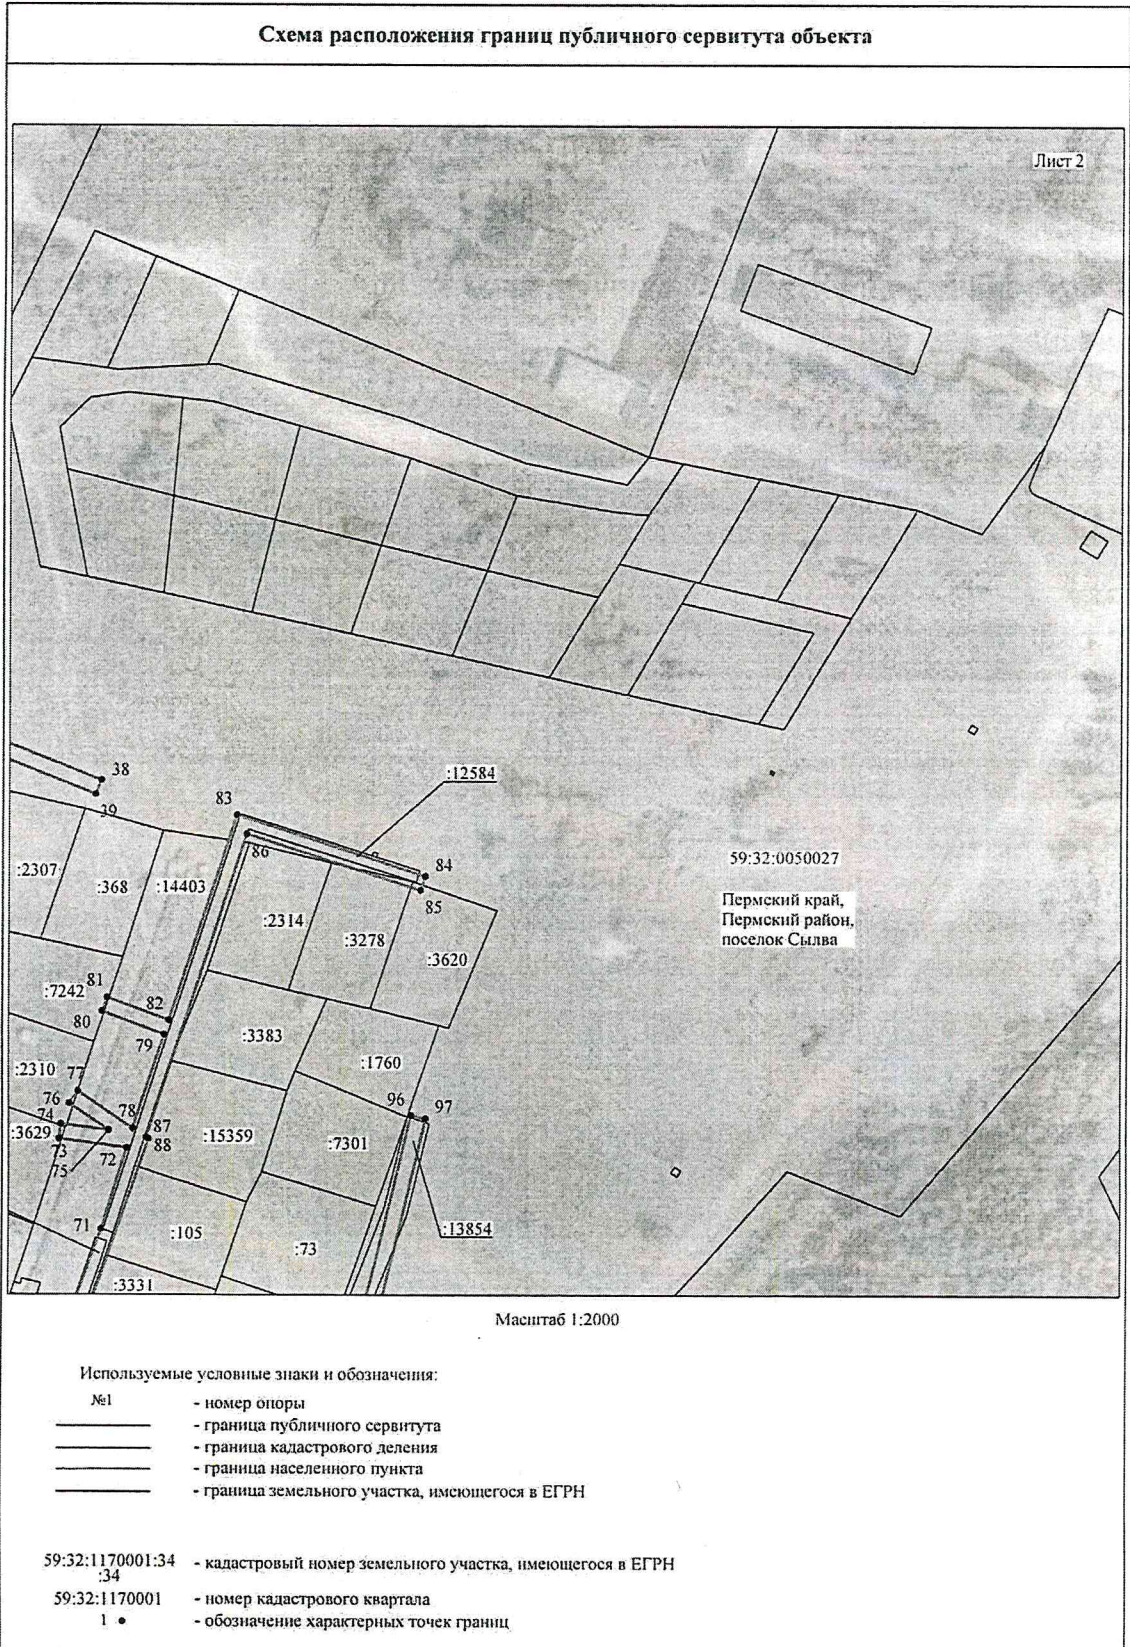 Схема расположения границ публичного сервитута объекта
Лист 2
38
39
:12584
83
86
84
85
59:32:0050027
Пермский край,
Пермский район,
поселок Сылва
:2307
:368
:14403
:2314
:3278
:3620
:7242
81
82
80
79
:3383
:1760
:2310
77
76
78
74
87
96
97
:3629
88
:15359
:7301
73
72
75
71
:105
:73
:13854
:3331
Масштаб 1:2000
Используемые условные знаки и обозначения:
№1 - номер опоры
- граница публичного сервитута
- граница кадастрового деления
- граница населенного пункта
- граница земельного участка, имеющегося в ЕГРН
59:32:1170001:34 - кадастровый номер земельного участка, имеющегося в ЕГРН
:34
59:32:1170001 - номер кадастрового квартала
1 • - обозначение характерных точек границ